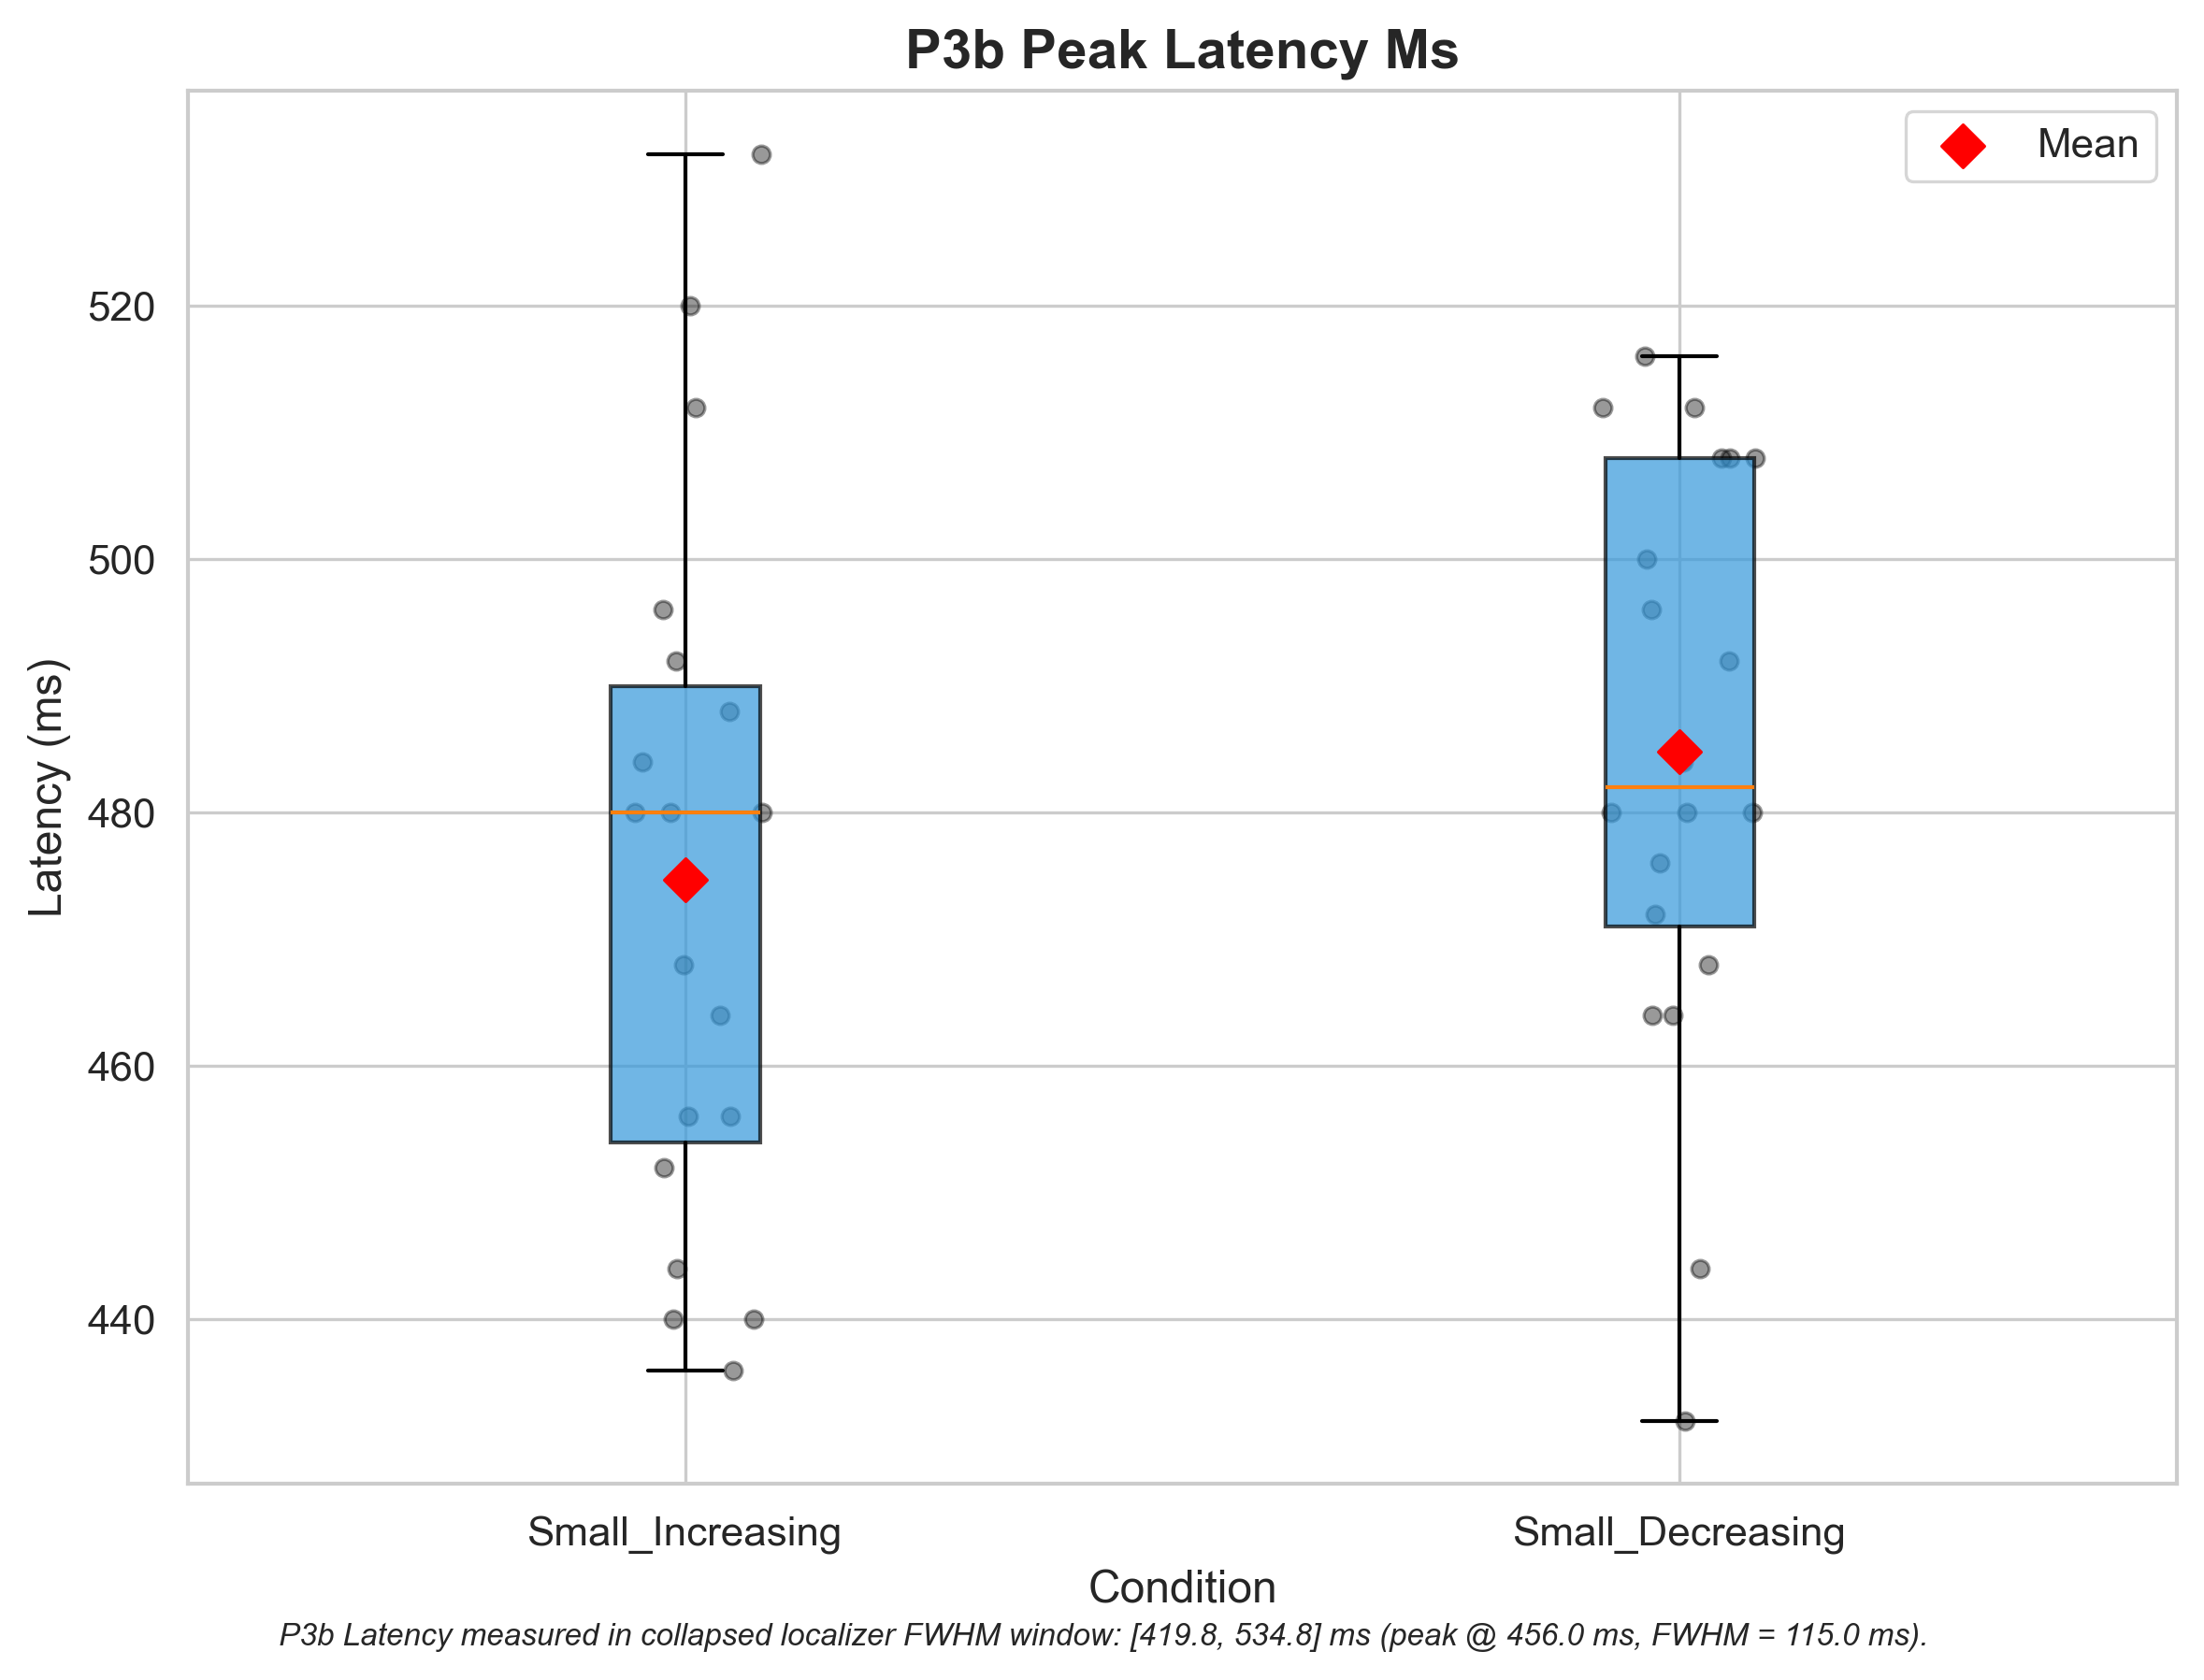 P3b Peak Latency Ms
Mean
520
500
480
460
440
Latency (ms)
Small_Increasing
Small_Decreasing
Condition
P3b Latency measured in collapsed localizer FWHM window: [419.8, 534.8] ms (peak @ 456.0 ms, FWHM = 115.0 ms).